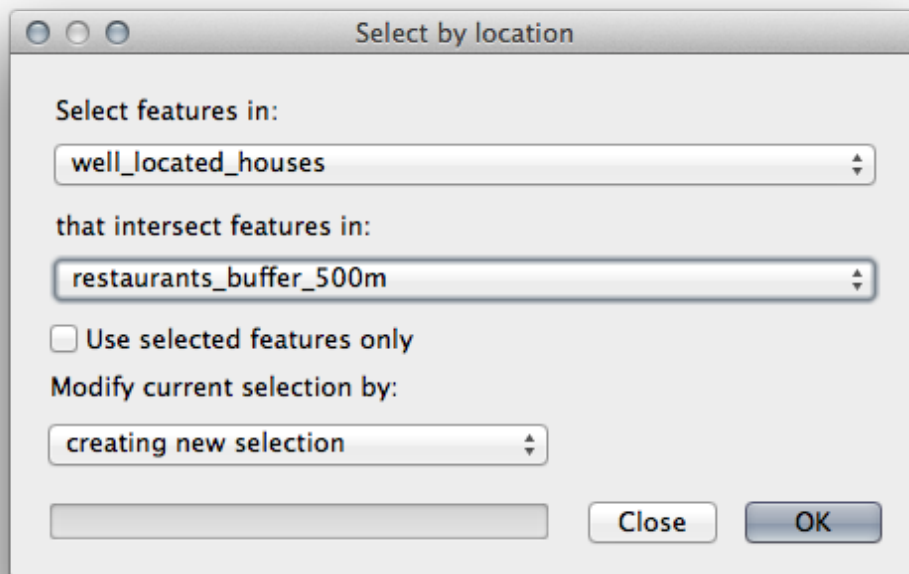 Select by location
Select features in:
well_located_houses
that intersect features in:
restaurants_buffer_500m
Use selected features only
Modify current selection by:
creating new selection
Close OK